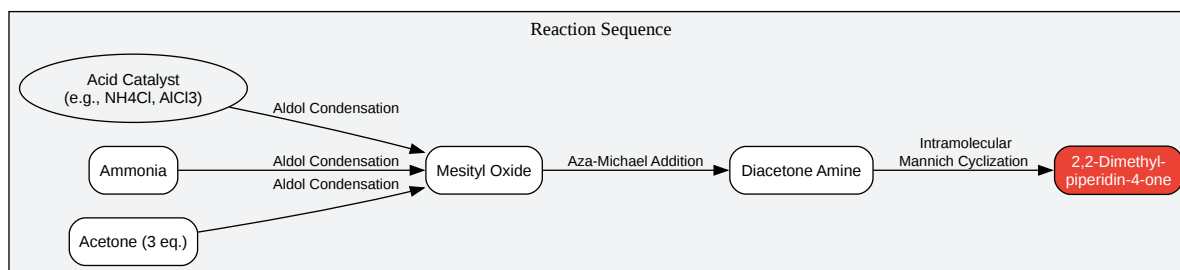 Reaction Sequence
Acid Catalyst
(e.g., NH4Cl, AlCl3)
Aldol Condensation
Ammonia
Aldol Condensation
Aldol Condensation
Acetone (3 eq.)
Mesityl Oxide
Aza-Michael Addition
Diacetone Amine
Intramolecular
Mannich Cyclization
2,2-Dimethyl-
piperidin-4-one